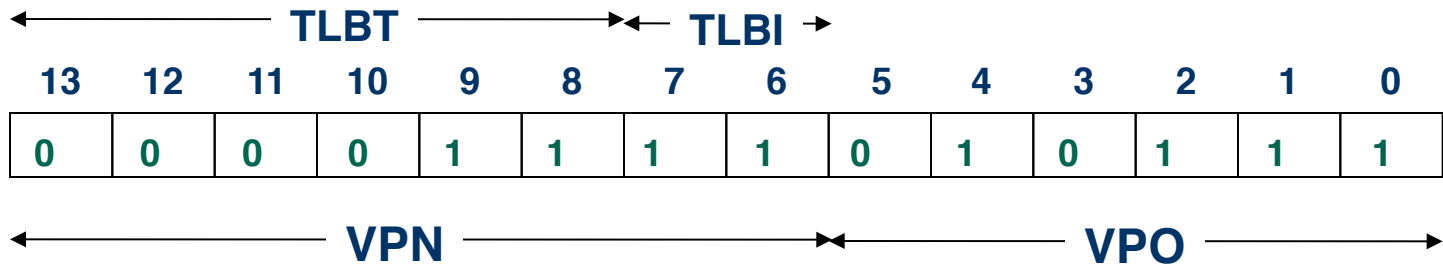 TLBT TLBI
13 12 11 10 9 8 7 6 5 4 3 2 1 0
0 0 0 0 1 1 1 1 0 1 0 1 1 1
VPN VPO